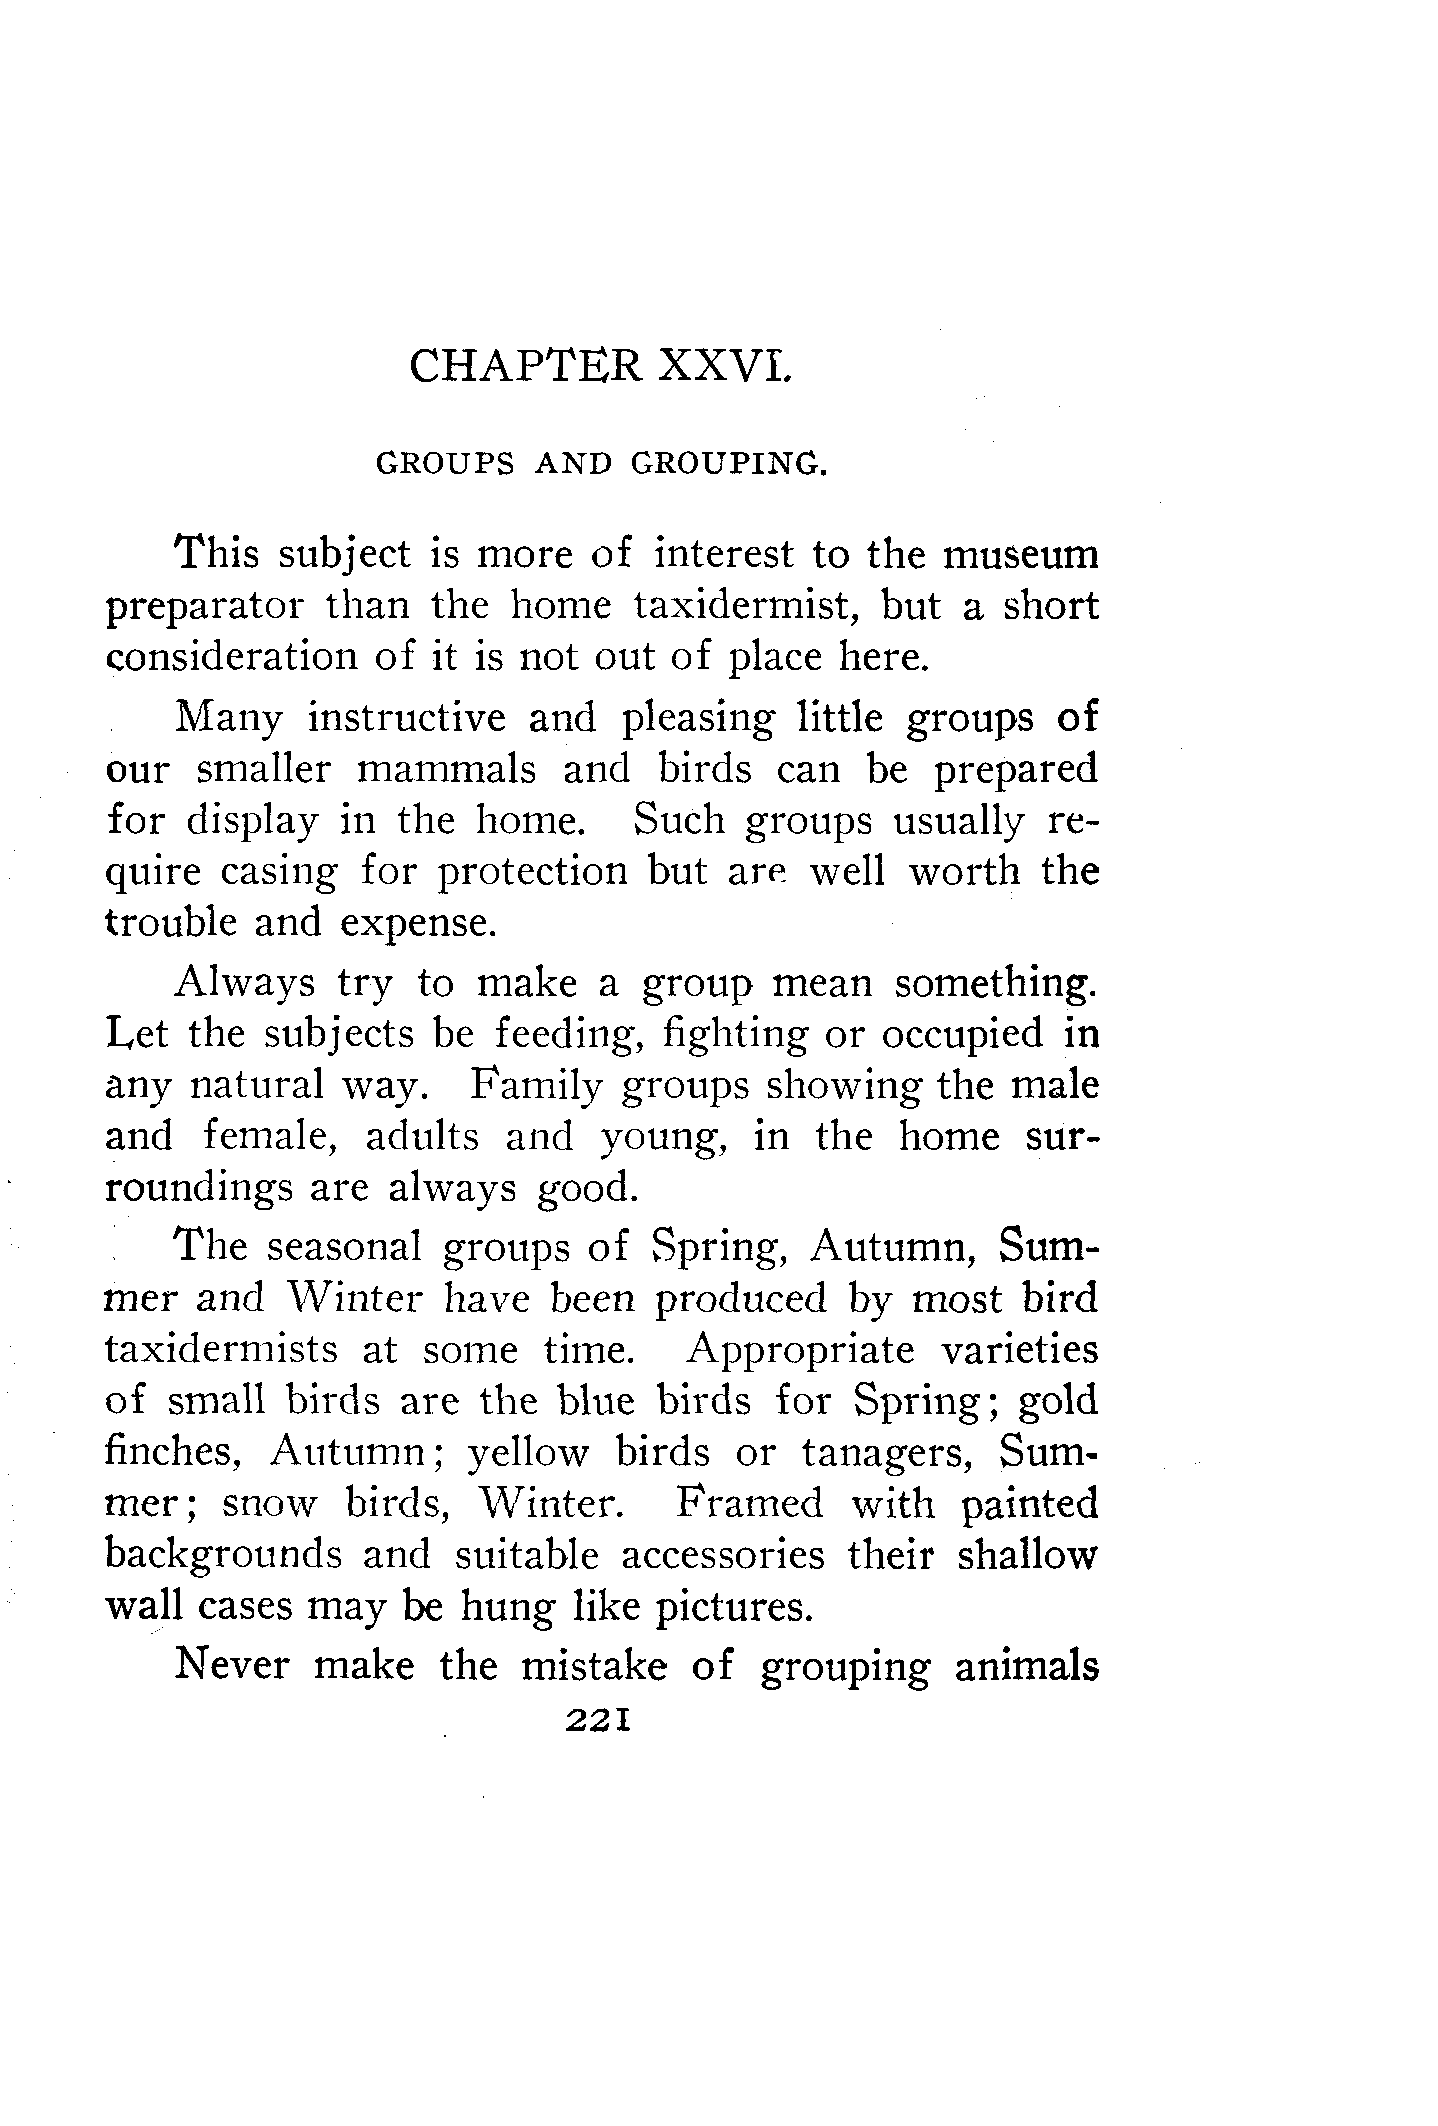 CHAPTER XXVI.
GROUPS AND GROUPING.
This subject is more of interest to the museum
preparator than the home taxidermist, but a short
consideration of it is not out of place here.
Many instructive and pleasing little groups of
our smaller mammals and birds can be prepared
for display in the home. Such groups usually re-
quire casing for protection but are well worth the
trouble and expense.
Always try to make a group mean something.
Let the subjects be feeding, fighting or occupied in
any natural way. Family groups showing the male
and female, adults and young, in the home sur-
roundings are always good.
The seasonal groups of Spring, Autumn, Sum-
mer and Winter have been produced by most bird
taxidermists at some time. Appropriate varieties
of small birds are the blue birds for Spring; gold
finches, Autumn; yellow birds or tanagers, Sum-
mer; snow birds, Winter. Framed with painted
backgrounds and suitable accessories their shallow
wall cases may be hung like pictures.
Never make the mistake of grouping animals
221